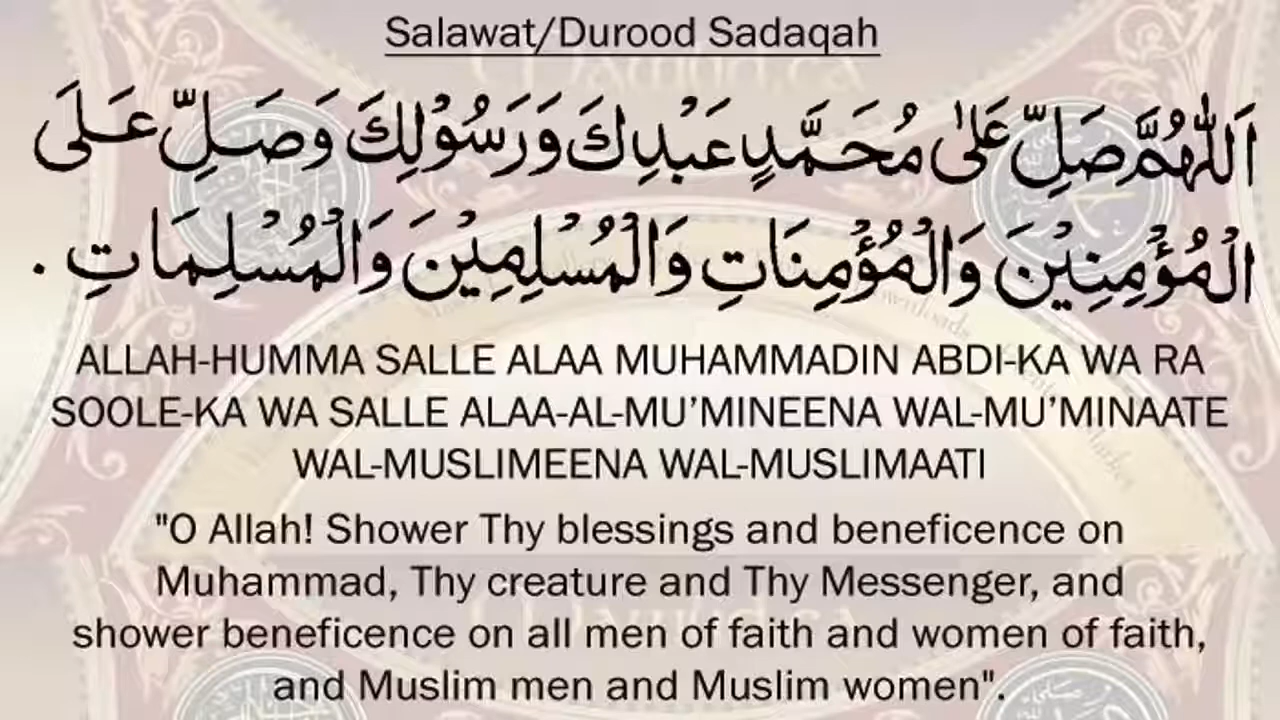 Salawat/Durood Sadaqah
اَللّٰهُمَّ صَلِّ عَلٰى مُحَمَّدٍ عَبْدِكَ وَرَسُوْلِكَ وَصَلِّ عَلَى
الْمُؤْمِنِيْنَ وَالْمُؤْمِنَاتِ وَالْمُسْلِمِيْنَ وَالْمُسْلِمَاتِ .
ALLAH-HUMMA SALLE ALAA MUHAMMADIN ABDI-KA WA RA
SOOLE-KA WA SALLE ALAA-AL-MU’MINEENA WAL-MU’MINAATE
WAL-MUSLIMEENA WAL-MUSLIMAATI
"O Allah! Shower Thy blessings and beneficence on
Muhammad, Thy creature and Thy Messenger, and
shower beneficence on all men of faith and women of faith,
and Muslim men and Muslim women".